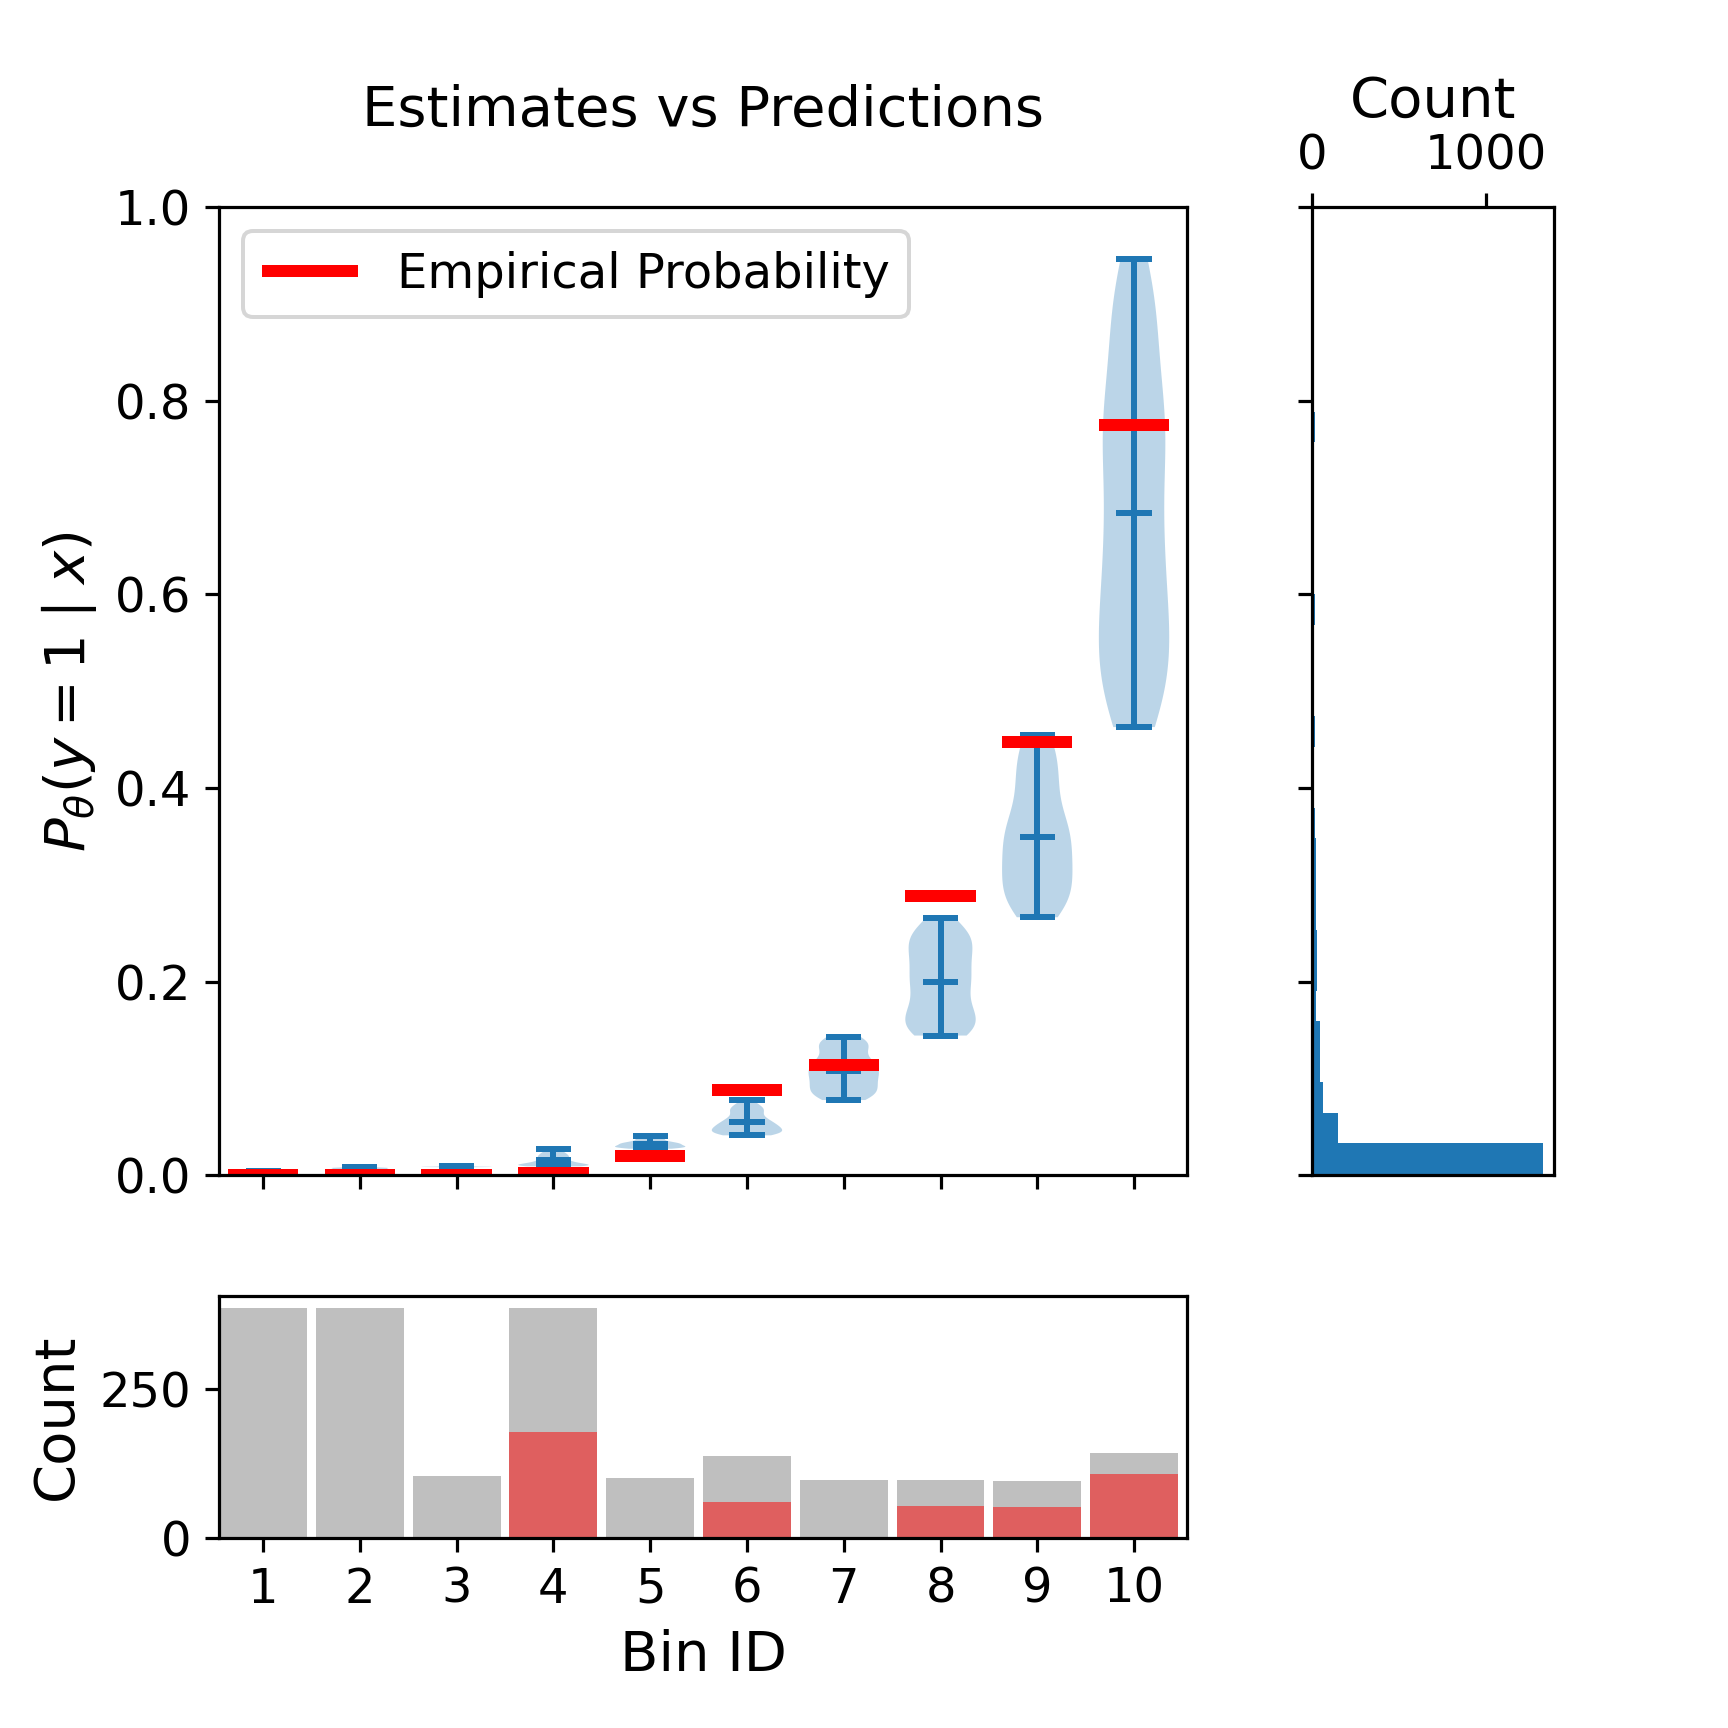 Estimates vs Predictions
Count
0 1000
1.0
Empirical Probability
0.8
0.6
0.4
0.2
0.0
P_θ(y = 1 | x)
250
0
Count
1 2 3 4 5 6 7 8 9 10
Bin ID